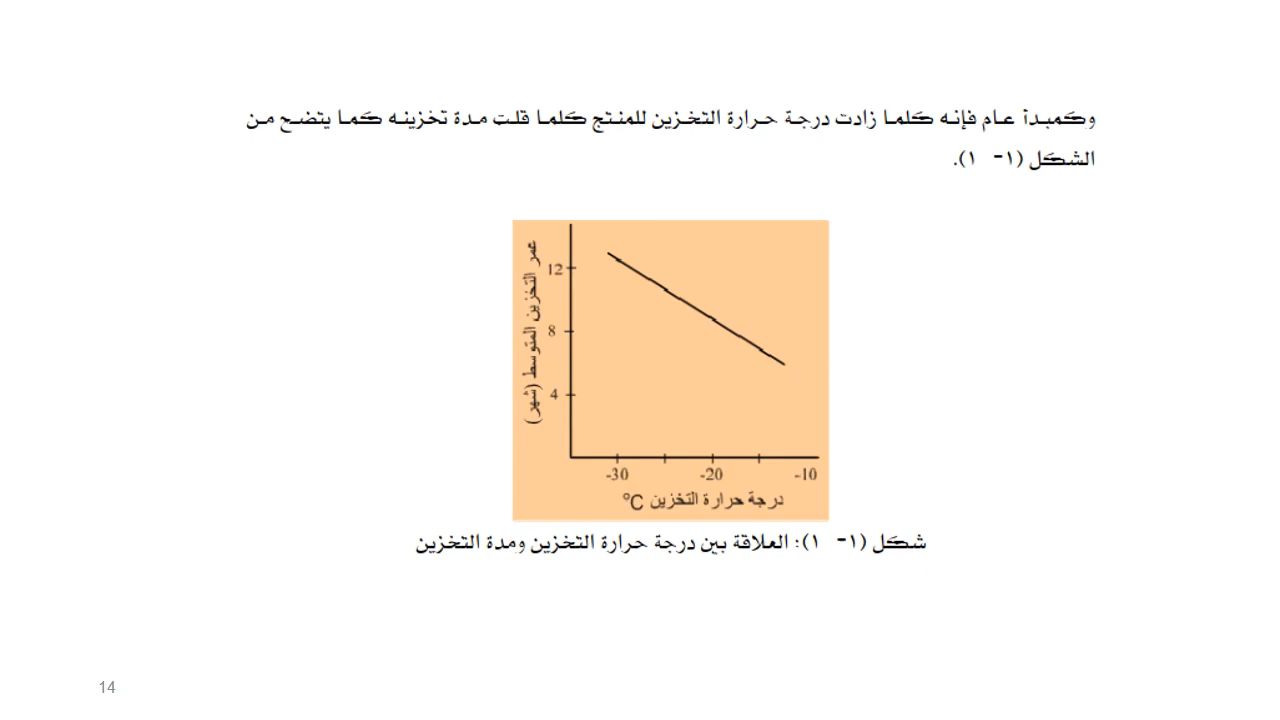 وكمبدأ عام فإنه كلما زادت درجة حرارة التخزين للمنتج كلما قلت مدة تخزينه كما يتضح من
الشكل (١- ١).
عمر التخزين المتوسط (شهر)
12
8
4
-30 -20 -10
درجة حرارة التخزين °C
شكل (١- ١): العلاقة بين درجة حرارة التخزين ومدة التخزين
14